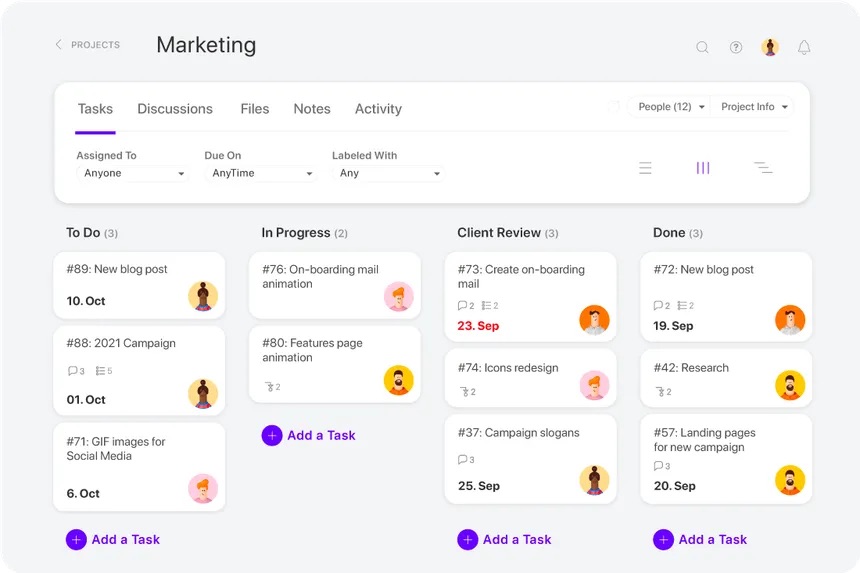 PROJECTS
Marketing
Tasks Discussions Files Notes Activity
People (12) Project Info
Assigned To Due On Labeled With
Anyone AnyTime Any
To Do (3)
#89: New blog post
10. Oct
#88: 2021 Campaign
3 5
01. Oct
#71: GIF images for
Social Media
6. Oct
Add a Task
In Progress (2)
#76: On-boarding mail
animation
#80: Features page
animation
2
Add a Task
Client Review (3)
#73: Create on-boarding
mail
2 2
23. Sep
#74: Icons redesign
2
#37: Campaign slogans
3
25. Sep
Add a Task
Done (3)
#72: New blog post
2 2
19. Sep
#42: Research
2
#57: Landing pages
for new campaign
3
20. Sep
Add a Task